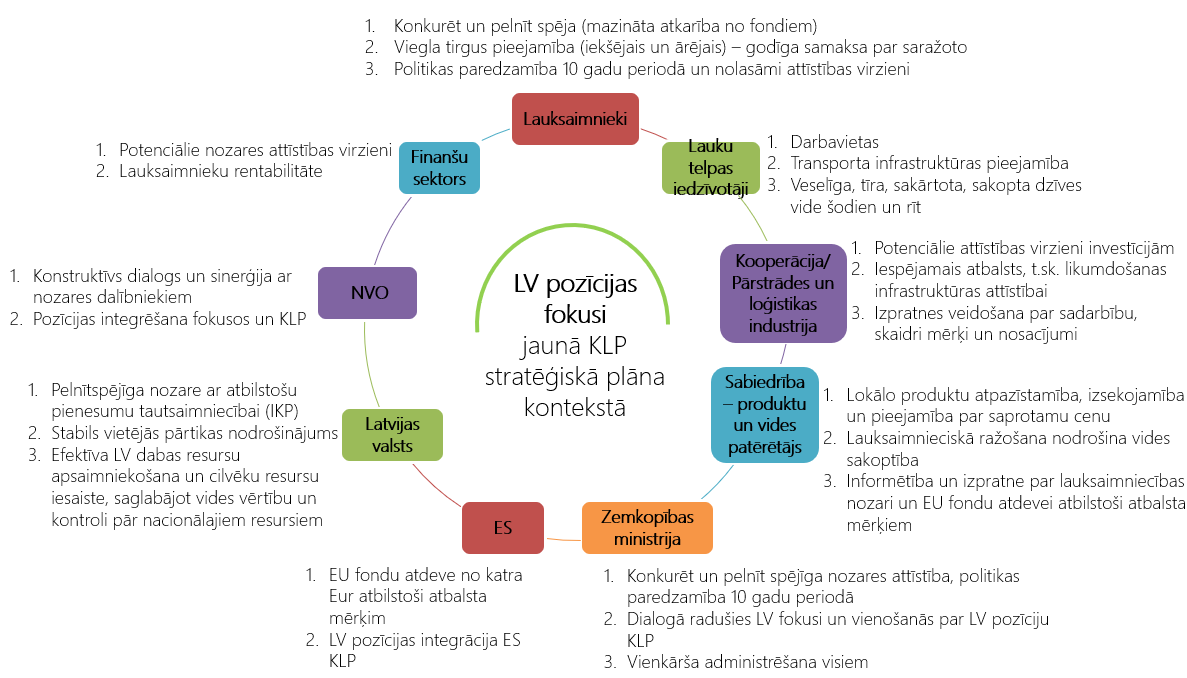 1. Konkurēt un pelnīt spēja (mazināta atkarība no fondiem)
2. Viegla tirgus pieejamība (iekšējais un ārējais) – godīga samaksa par saražoto
3. Politikas paredzamība 10 gadu periodā un nolasāmi attīstības virzieni
Lauksaimnieki
Lauku
telpas
iedzīvotāji
1. Darbavietas
2. Transporta infrastruktūras pieejamība
3. Veselīga, tīra, sakārtota, sakopta dzīves
vide šodien un rīt
Kooperācija/
Pārstrādes un
loģistikas
industrija
1. Potenciālie attīstības virzieni investīcijām
2. Iespējamais atbalsts, t.sk. likumdošanas
infrastruktūras attīstībai
3. Izpratnes veidošana par sadarbību,
skaidri mērķi un nosacījumi
Sabiedrība
– produktu
un vides
patērētājs
1. Lokālo produktu atpazīstamība, izsekojamība
un pieejamība par saprotamu cenu
2. Lauksaimnieciskā ražošana nodrošina vides
sakoptība
3. Informētība un izpratne par lauksaimniecības
nozari un EU fondu atdevei atbilstoši atbalsta
mērķiem
Zemkopības
ministrija
1. Konkurēt un pelnīt spējīga nozares attīstība, politikas
paredzamība 10 gadu periodā
2. Dialogā radušies LV fokusi un vienošanās par LV pozīciju
KLP
3. Vienkārša administrēšana visiem
ES
1. EU fondu atdeve no katra
Eur atbilstoši atbalsta
mērķim
2. LV pozīcijas integrācija ES
KLP
Latvijas
valsts
1. Pelnītspējīga nozare ar atbilstošu
pienesumu tautsaimniecībai (IKP)
2. Stabils vietējās pārtikas nodrošinājums
3. Efektīva LV dabas resursu
apsaimniekošana un cilvēku resursu
iesaiste, saglabājot vides vērtību un
kontroli pār nacionālajiem resursiem
NVO
1. Konstruktīvs dialogs un sinerģija ar
nozares dalībniekiem
2. Pozīcijas integrēšana fokusos un KLP
Finanšu
sektors
1. Potenciālie nozares attīstības virzieni
2. Lauksaimnieku rentabilitāte
LV pozīcijas
fokusi
jaunā KLP
stratēģiskā plāna
kontekstā